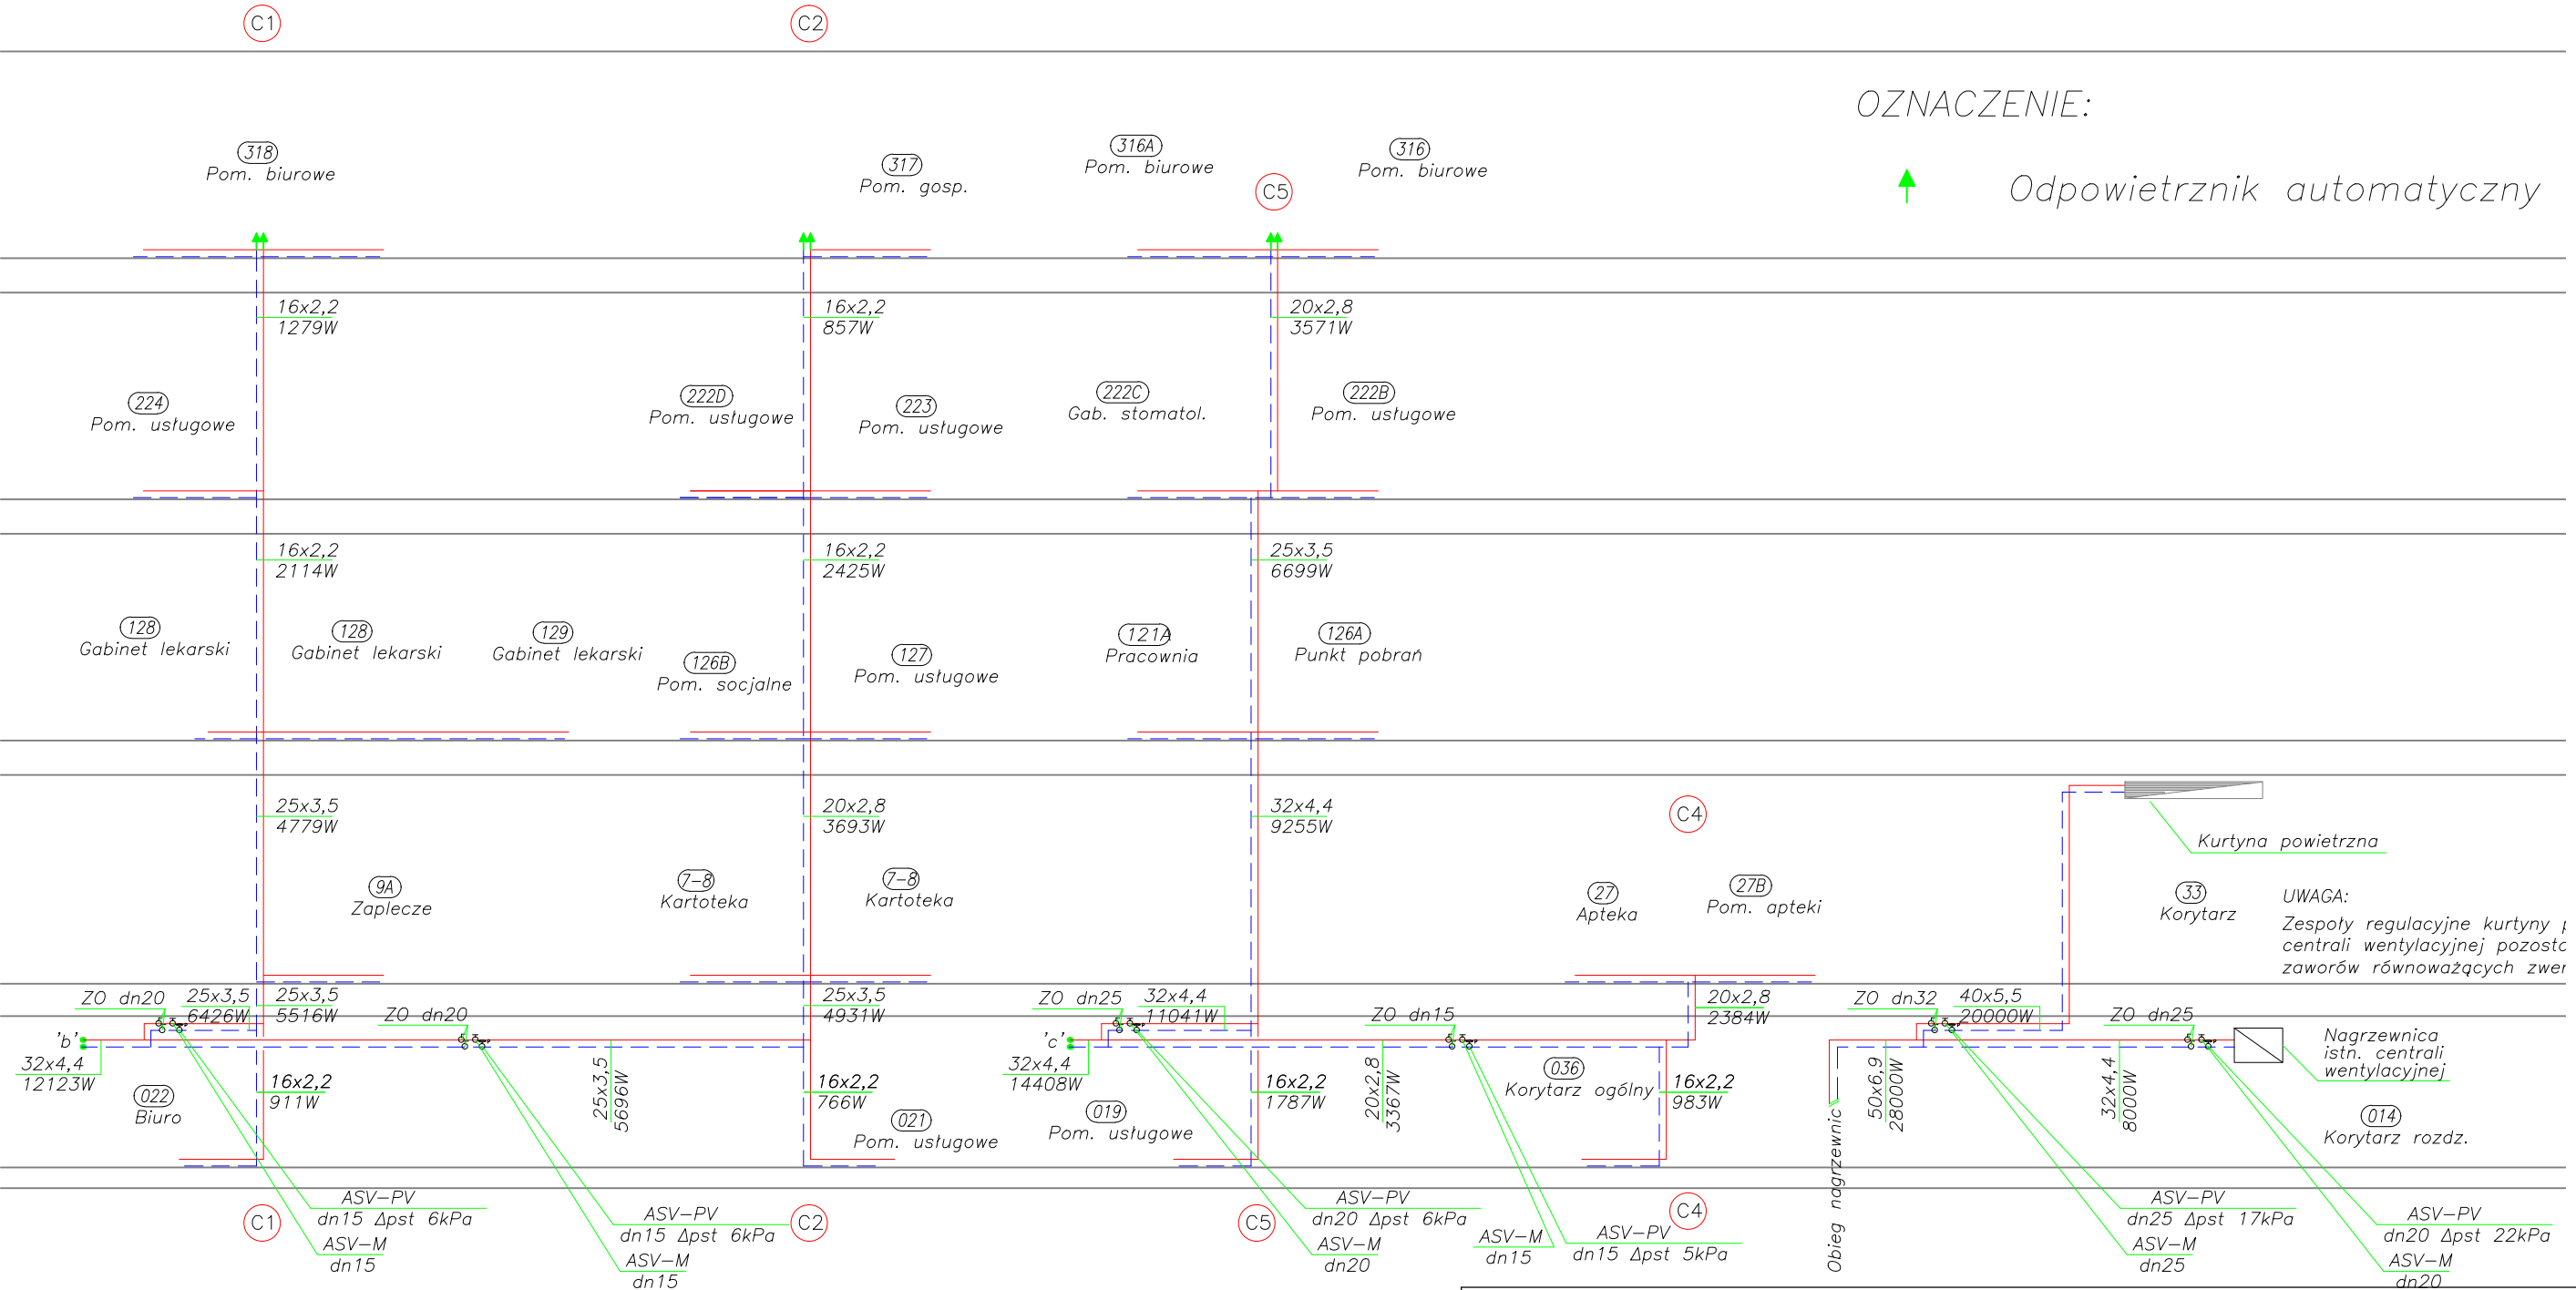 C1
C2
OZNACZENIE:
Odpowietrznik automatyczny
318
Pom. biurowe
317
Pom. gosp.
316A
Pom. biurowe
316
Pom. biurowe
C5
16x2,2
1279W
16x2,2
857W
20x2,8
3571W
224
Pom. usługowe
222D
Pom. usługowe
223
Pom. usługowe
222C
Gab. stomatol.
222B
Pom. usługowe
16x2,2
2114W
16x2,2
2425W
25x3,5
6699W
128
Gabinet lekarski
128
Gabinet lekarski
129
Gabinet lekarski
126B
Pom. socjalne
127
Pom. usługowe
121A
Pracownia
126A
Punkt pobrań
25x3,5
4779W
20x2,8
3693W
32x4,4
9255W
C4
Kurtyna powietrzna
9A
Zaplecze
7-8
Kartoteka
7-8
Kartoteka
27
Apteka
27B
Pom. apteki
33
Korytarz
UWAGA:
Zespoły regulacyjne kurtyny
centrali wentylacyjnej
zaworów równoważących
ZO dn20
25x3,5
6426W
25x3,5
5516W
ZO dn20
25x3,5
4931W
ZO dn25
32x4,4
11041W
ZO dn15
20x2,8
2384W
ZO dn32
40x5,5
20000W
ZO dn25
'b'
32x4,4
12123W
022
Biuro
16x2,2
911W
25x3,5
5696W
16x2,2
766W
021
Pom. usługowe
'c'
32x4,4
14408W
019
Pom. usługowe
16x2,2
1787W
20x2,8
3367W
036
Korytarz ogólny
16x2,2
983W
Obieg nagrzewnic
50x6,9
28000W
32x4,4
8000W
Nagrzewnica
istn. centrali
wentylacyjnej
014
Korytarz rozdz.
C1
ASV-PV
dn15 Δpst 6kPa
ASV-M
dn15
ASV-PV
dn15 Δpst 6kPa
ASV-M
dn15
C2
C5
ASV-PV
dn20 Δpst 6kPa
ASV-M
dn20
ASV-M
dn15
ASV-PV
dn15 Δpst 5kPa
C4
ASV-PV
dn25 Δpst 17kPa
ASV-M
dn25
ASV-PV
dn20 Δpst 22kPa
ASV-M
dn20